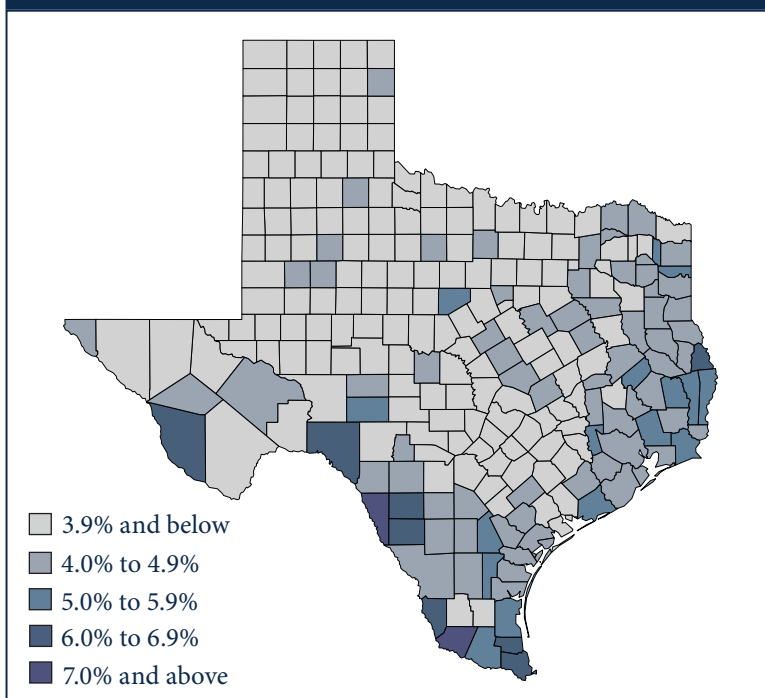 3.9% and below
4.0% to 4.9%
5.0% to 5.9%
6.0% to 6.9%
7.0% and above